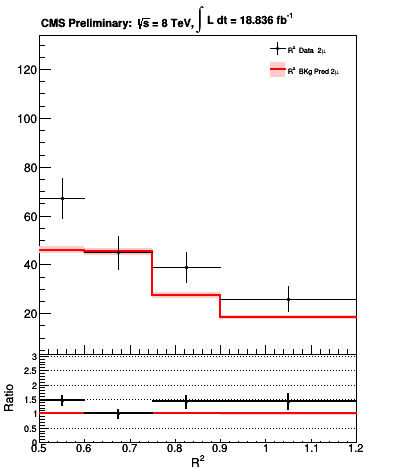 CMS Preliminary: √s = 8 TeV, ∫ L dt = 18.836 fb⁻¹
R² Data 2μ
R² BKg Pred 2μ
120
100
80
60
40
20
3
2.5
2
1.5
1
0.5
0
Ratio
0.5 0.6 0.7 0.8 0.9 1 1.1 1.2
R²